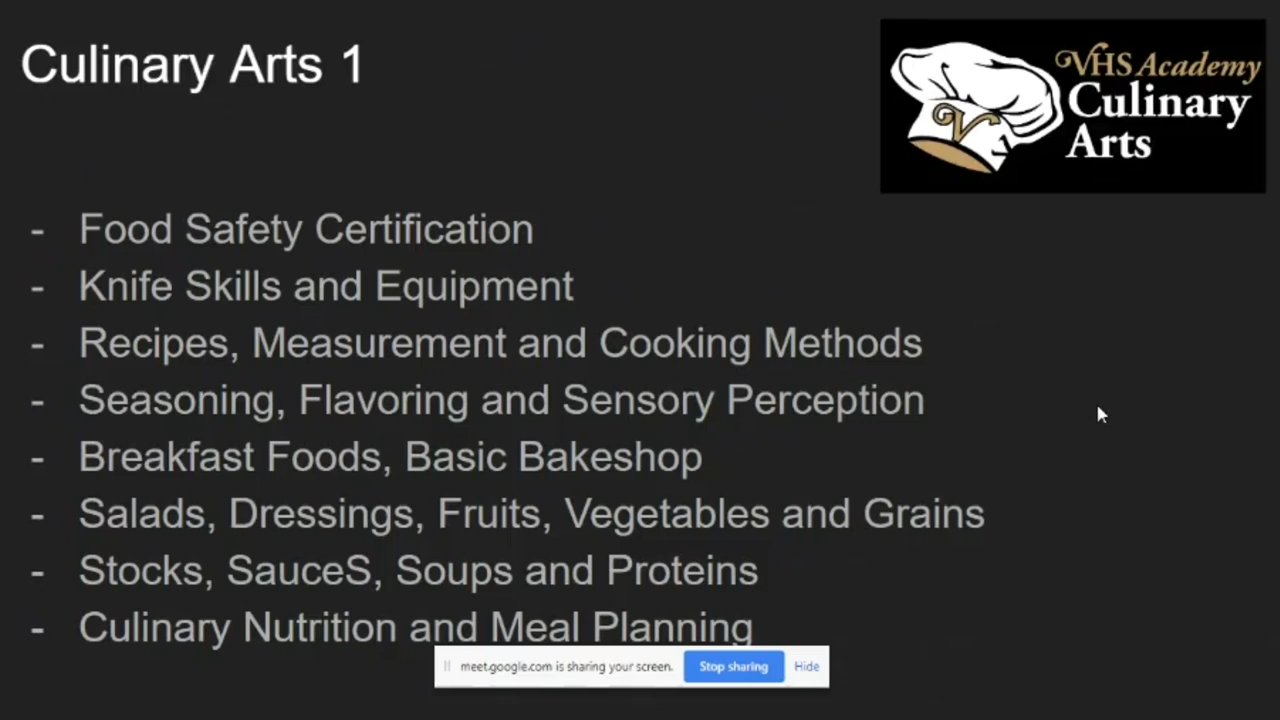 Culinary Arts 1
VHS Academy
Culinary
Arts
V
- Food Safety Certification
- Knife Skills and Equipment
- Recipes, Measurement and Cooking Methods
- Seasoning, Flavoring and Sensory Perception
- Breakfast Foods, Basic Bakeshop
- Salads, Dressings, Fruits, Vegetables and Grains
- Stocks, SauceS, Soups and Proteins
- Culinary Nutrition and Meal Planning
meet.google.com is sharing your screen. Stop sharing Hide